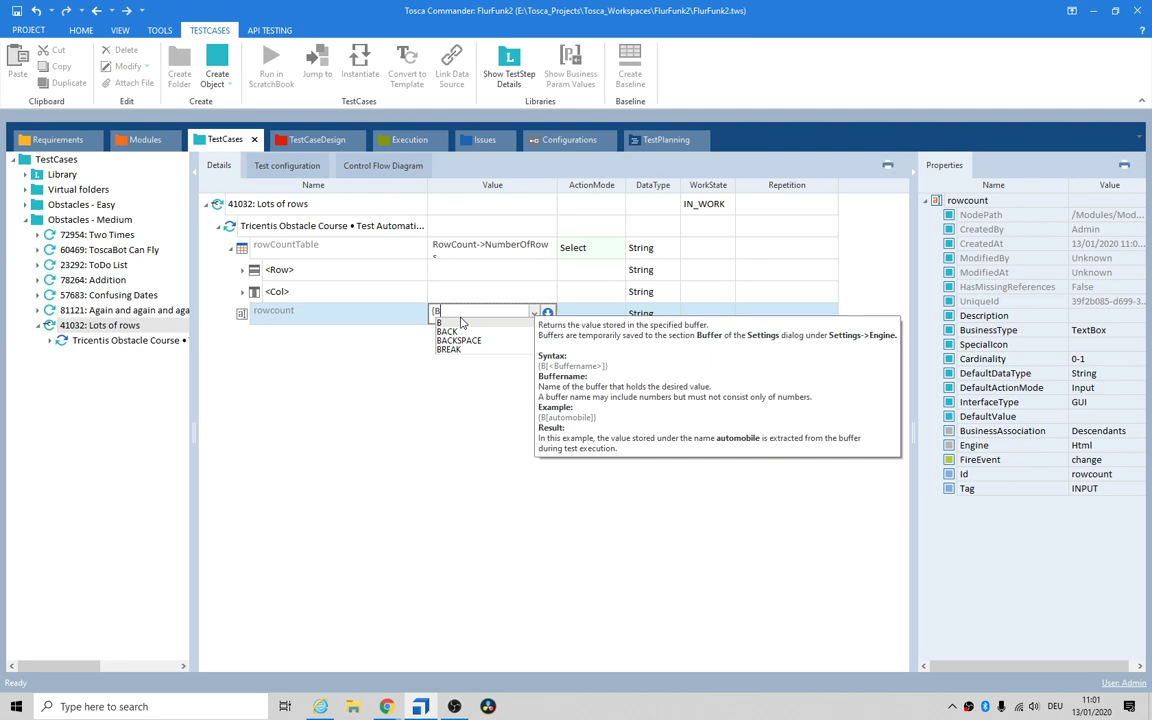 Tosca Commander: FlurFunk2 (E:\Tosca_Projects\Tosca_Workspaces\FlurFunk2\FlurFunk2.tws)
PROJECT HOME VIEW TOOLS TESTCASES API TESTING
Paste
Cut
Copy
Duplicate
Delete
Modify
Attach File
Create Folder
Create Object
Run in ScratchBook
Jump to
Instantiate
Convert to Template
Link Data Source
Show TestStep Details
Show Business Param Values
Create Baseline
Clipboard Edit Create TestCases Libraries Baseline
Requirements Modules TestCases TestCaseDesign Execution Issues Configurations TestPlanning
TestCases
Library
Virtual folders
Obstacles - Easy
Obstacles - Medium
72954: Two Times
60469: ToscaBot Can Fly
23292: ToDo List
78264: Addition
57683: Confusing Dates
81121: Again and again and aga
41032: Lots of rows
Tricentis Obstacle Course •
Details Test configuration Control Flow Diagram
Name Value ActionMode DataType WorkState Repetition
41032: Lots of rows IN_WORK
Tricentis Obstacle Course • Test Automati...
rowCountTable RowCount->NumberOfRow Select String
<Row> String
<Col> String
rowcount {B String
B
BACK
BACKSPACE
BREAK
Returns the value stored in the specified buffer.
Buffers are temporarily saved to the section Buffer of the Settings dialog under Settings->Engine.
Syntax:
{B[<Buffername>]}
Buffername:
Name of the buffer that holds the desired value.
A buffer name may include numbers but must not consist only of numbers.
Example:
{B[automobile]}
Result:
In this example, the value stored under the name automobile is extracted from the buffer
during test execution.
Properties
Name Value
rowcount
NodePath /Modules/Mod...
CreatedBy Admin
CreatedAt 13/01/2020 11:0...
ModifiedBy Unknown
ModifiedAt Unknown
HasMissingReferences False
UniqueId 39f2b085-d699-3...
Description
BusinessType TextBox
SpecialIcon
Cardinality 0-1
DefaultDataType String
DefaultActionMode Input
InterfaceType GUI
DefaultValue
BusinessAssociation Descendants
Engine Html
FireEvent change
Id rowcount
Tag INPUT
Ready User: Admin
Type here to search
DEU
11:01
13/01/2020